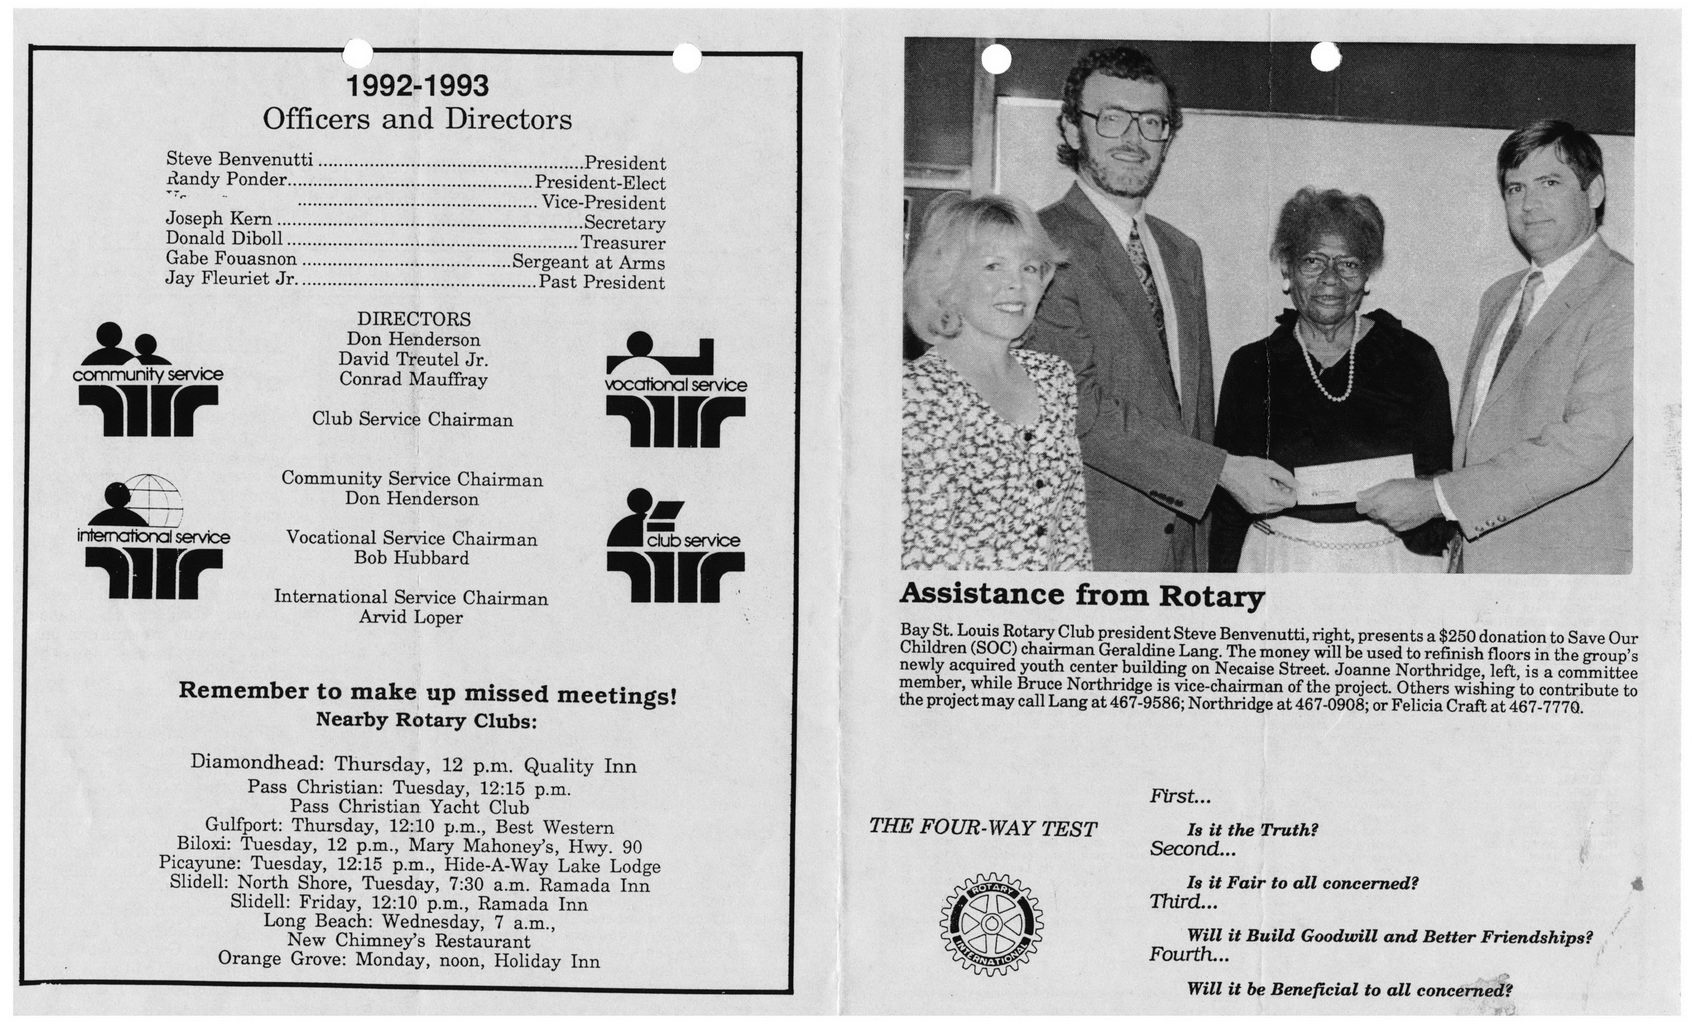 1992-1993
Officers and Directors
Steve Benvenutti ....................................................President
Randy Ponder................................................President-Elect
............................................... Vice-President
Joseph Kern ............................................................Secretary
Donald Diboll ......................................................... Treasurer
Gabe Fouasnon .........................................Sergeant at Arms
Jay Fleuriet Jr. .............................................. Past President
DIRECTORS
Don Henderson
David Treutel Jr.
Conrad Mauffray
Club Service Chairman
Community Service Chairman
Don Henderson
Vocational Service Chairman
Bob Hubbard
International Service Chairman
Arvid Loper
community service
vocational service
international service
club service
Remember to make up missed meetings!
Nearby Rotary Clubs:
Diamondhead: Thursday, 12 p.m. Quality Inn
Pass Christian: Tuesday, 12:15 p.m.
Pass Christian Yacht Club
Gulfport: Thursday, 12:10 p.m., Best Western
Biloxi: Tuesday, 12 p.m., Mary Mahoney's, Hwy. 90
Picayune: Tuesday, 12:15 p.m., Hide-A-Way Lake Lodge
Slidell: North Shore, Tuesday, 7:30 a.m. Ramada Inn
Slidell: Friday, 12:10 p.m., Ramada Inn
Long Beach: Wednesday, 7 a.m.,
New Chimney's Restaurant
Orange Grove: Monday, noon, Holiday Inn
Assistance from Rotary
Bay St. Louis Rotary Club president Steve Benvenutti, right, presents a $250 donation to Save Our
Children (SOC) chairman Geraldine Lang. The money will be used to refinish floors in the group's
newly acquired youth center building on Necaise Street. Joanne Northridge, left, is a committee
member, while Bruce Northridge is vice-chairman of the project. Others wishing to contribute to
the project may call Lang at 467-9586; Northridge at 467-0908; or Felicia Craft at 467-7770.
THE FOUR-WAY TEST
ROTARY
INTERNATIONAL
First...
Is it the Truth?
Second...
Is it Fair to all concerned?
Third...
Will it Build Goodwill and Better Friendships?
Fourth...
Will it be Beneficial to all concerned?